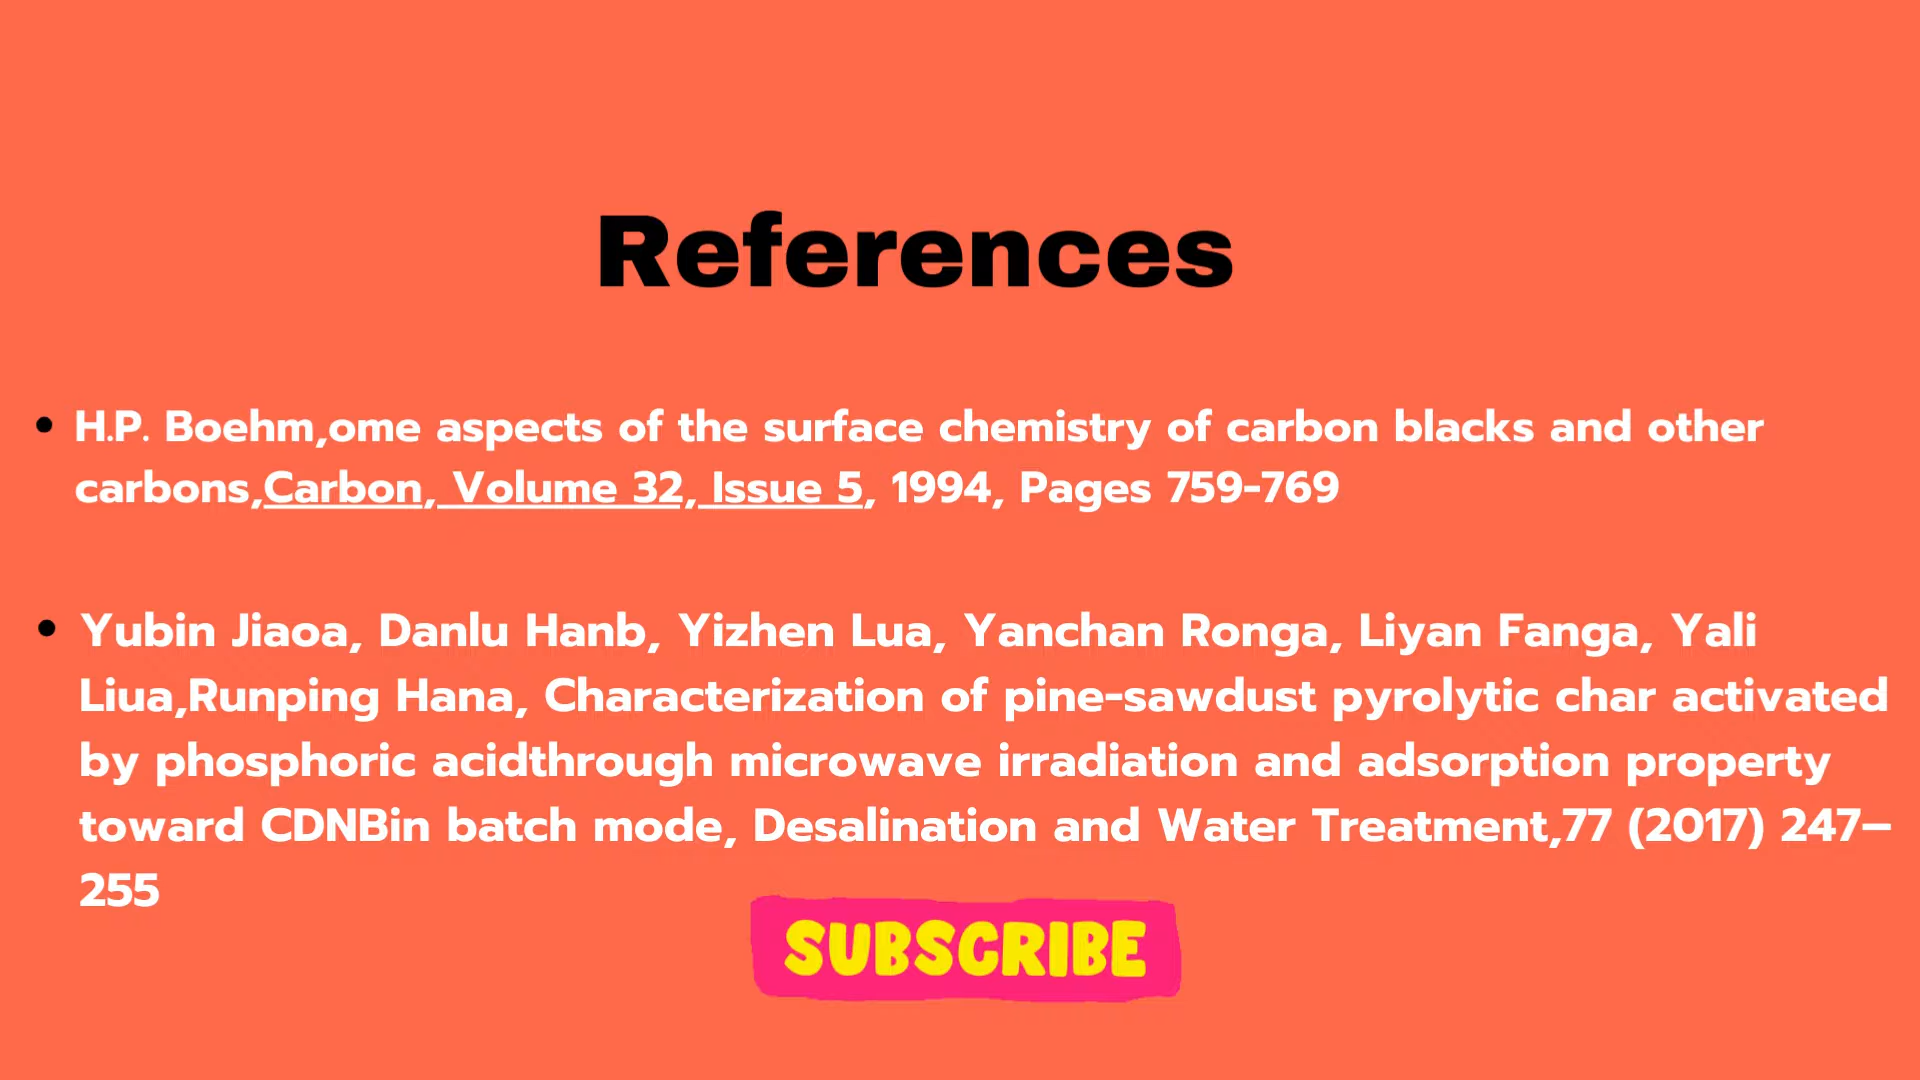 References
H.P. Boehm,ome aspects of the surface chemistry of carbon blacks and other
carbons,Carbon, Volume 32, Issue 5, 1994, Pages 759-769
Yubin Jiaoa, Danlu Hanb, Yizhen Lua, Yanchan Ronga, Liyan Fanga, Yali
Liua,Runping Hana, Characterization of pine-sawdust pyrolytic char activated
by phosphoric acidthrough microwave irradiation and adsorption property
toward CDNBin batch mode, Desalination and Water Treatment,77 (2017) 247–
255
SUBSCRIBE